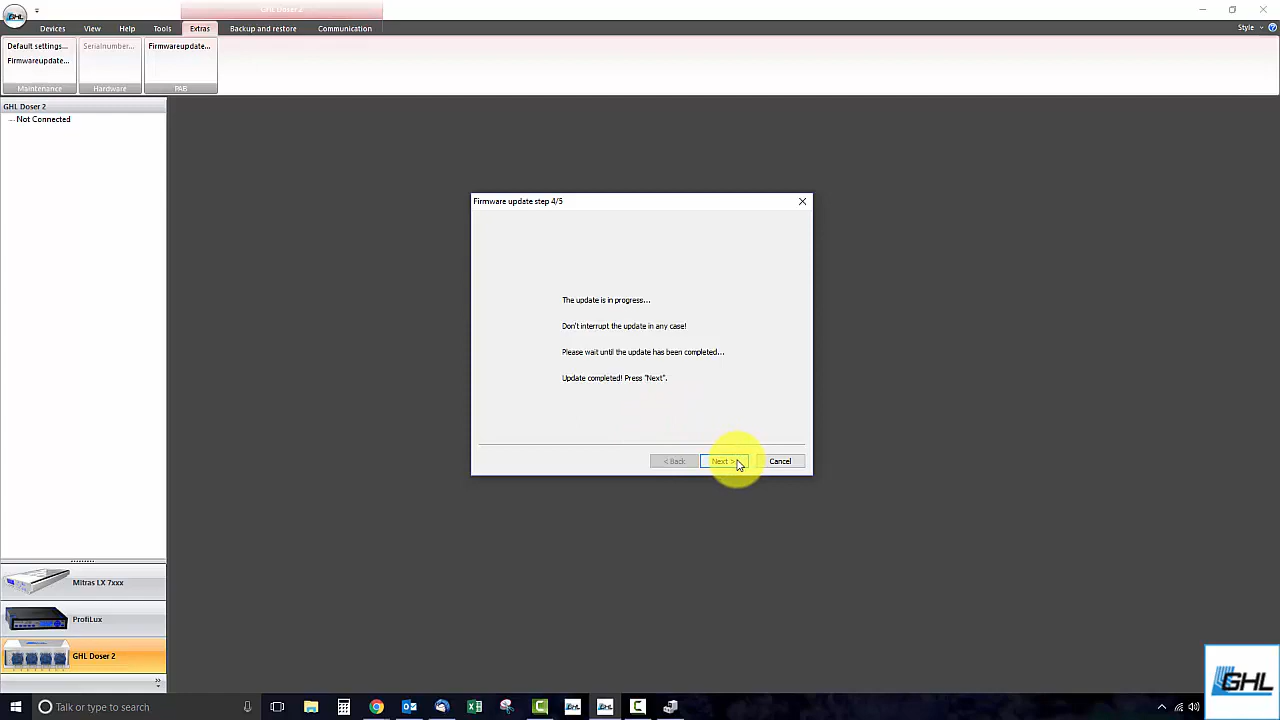 GHL
GHL Doser 2
Devices View Help Tools Extras Backup and restore Communication Style
Default settings... Serialnumber... Firmwareupdate...
Firmwareupdate...
Maintenance Hardware PAB
GHL Doser 2
Not Connected
Firmware update step 4/5
The update is in progress...
Don't interrupt the update in any case!
Please wait until the update has been completed...
Update completed! Press "Next".
< Back Next > Cancel
Mitras LX 7xxx
ProfiLux
GHL Doser 2
GHL
Type here to search